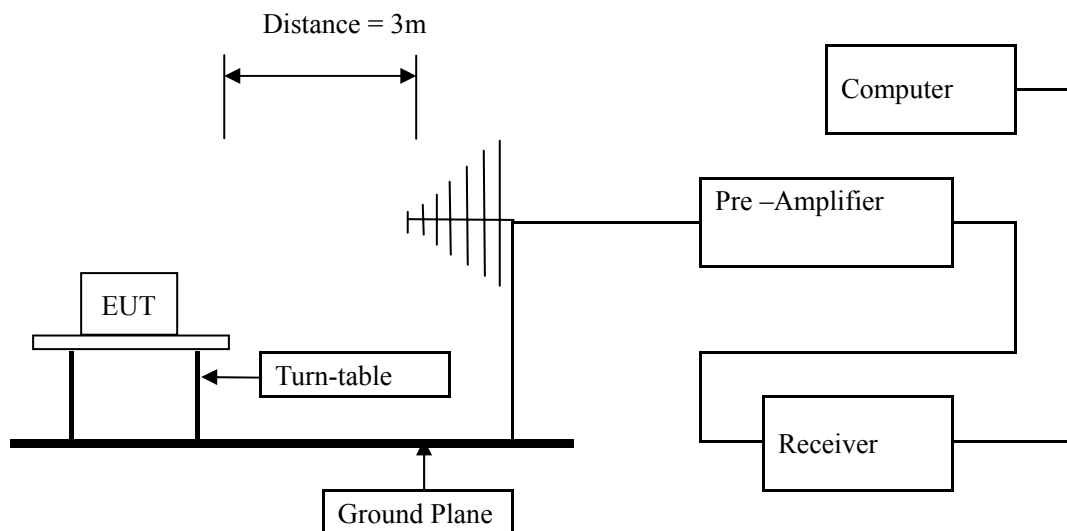 Distance = 3m
Computer
Pre –Amplifier
EUT
Turn-table
Receiver
Ground Plane